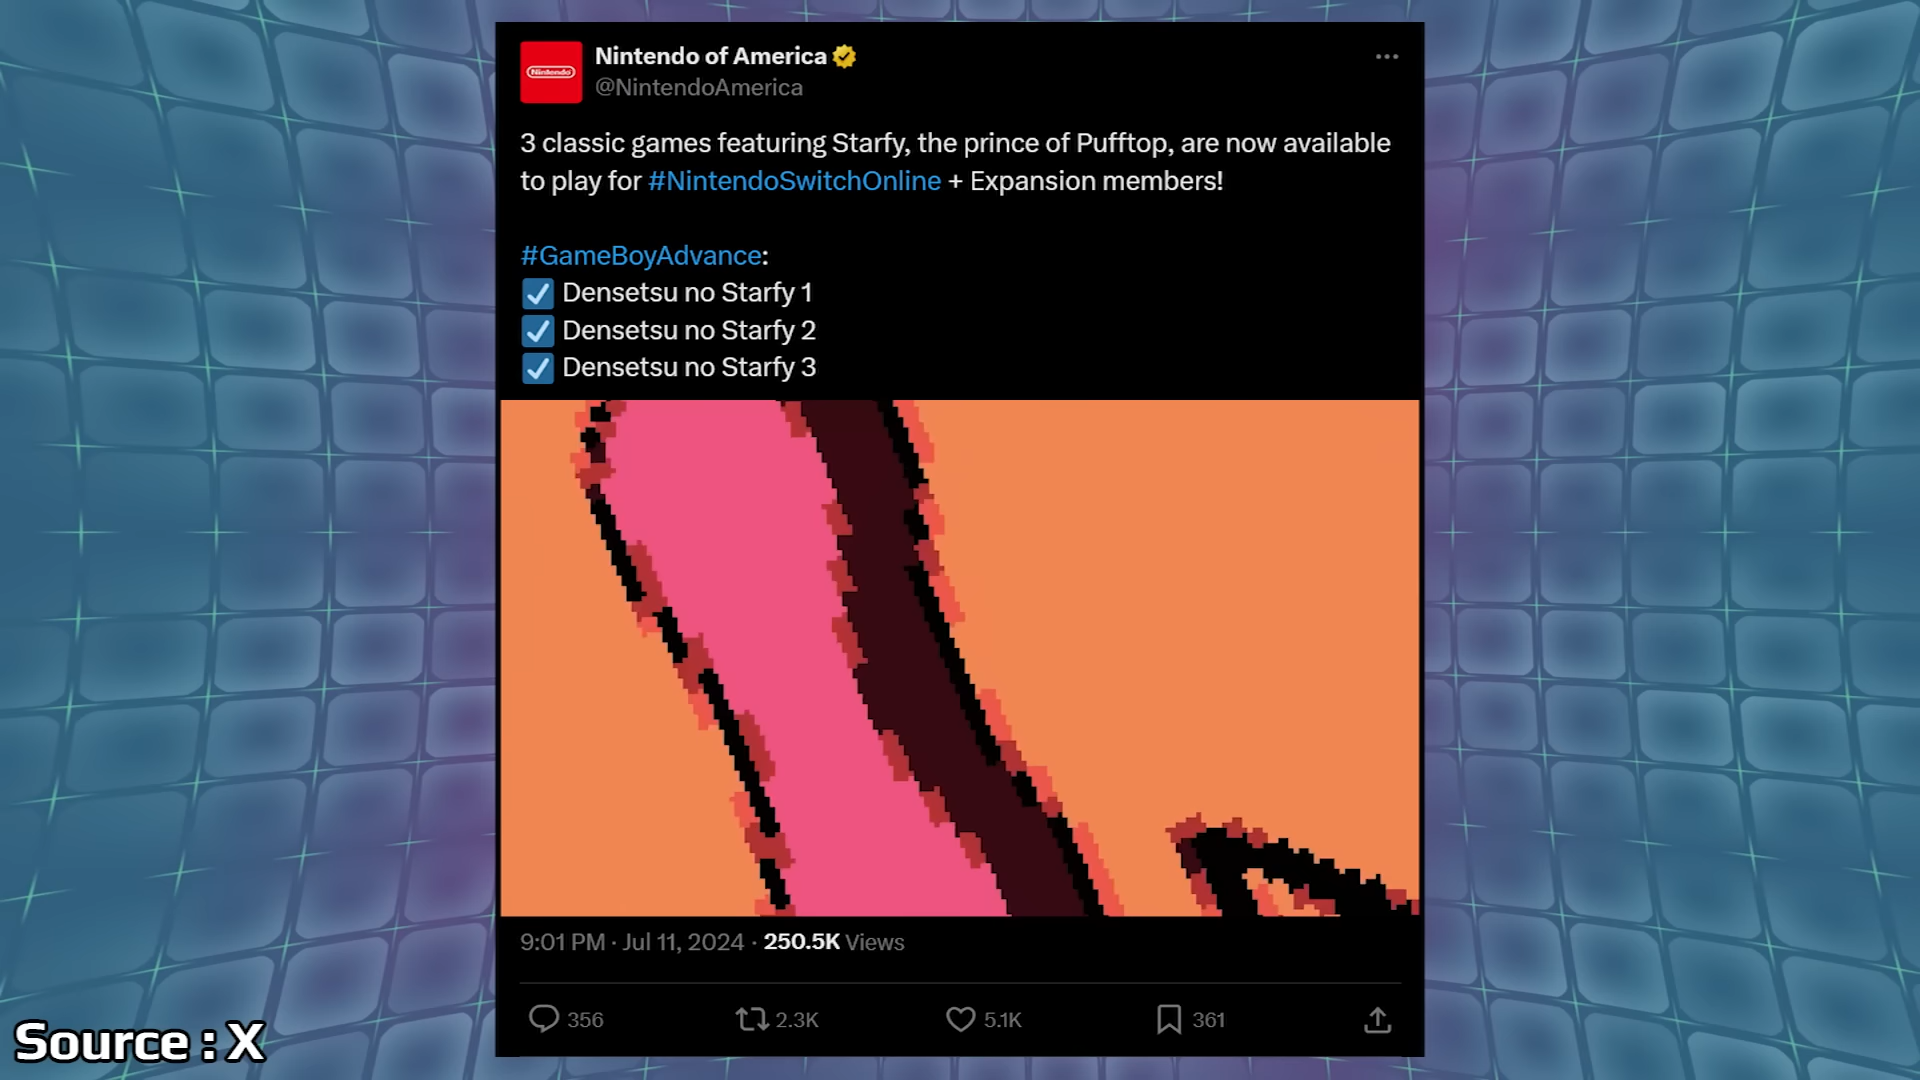 Nintendo
Nintendo of America
@NintendoAmerica
3 classic games featuring Starfy, the prince of Pufftop, are now available
to play for #NintendoSwitchOnline + Expansion members!
#GameBoyAdvance:
Densetsu no Starfy 1
Densetsu no Starfy 2
Densetsu no Starfy 3
9:01 PM · Jul 11, 2024 · 250.5K Views
356 2.3K 5.1K 361
Source : X